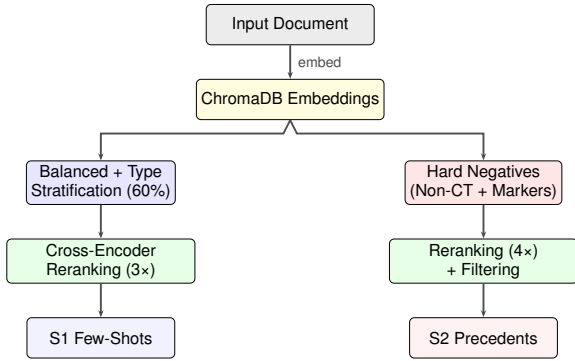 Input Document
embed
ChromaDB Embeddings
Balanced + Type
Stratification (60%)
Hard Negatives
(Non-CT + Markers)
Cross-Encoder
Reranking (3×)
Reranking (4×)
+ Filtering
S1 Few-Shots
S2 Precedents